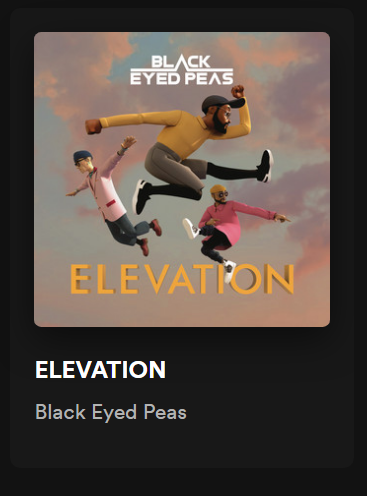 BLACK
EYED PEAS
ELEVATION
ELEVATION
Black Eyed Peas